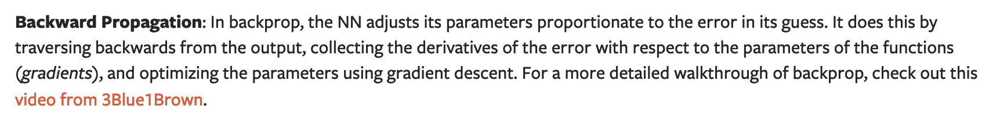 Backward Propagation: In backprop, the NN adjusts its parameters proportionate to the error in its guess. It does this by
traversing backwards from the output, collecting the derivatives of the error with respect to the parameters of the functions
(gradients), and optimizing the parameters using gradient descent. For a more detailed walkthrough of backprop, check out this
video from 3Blue1Brown.